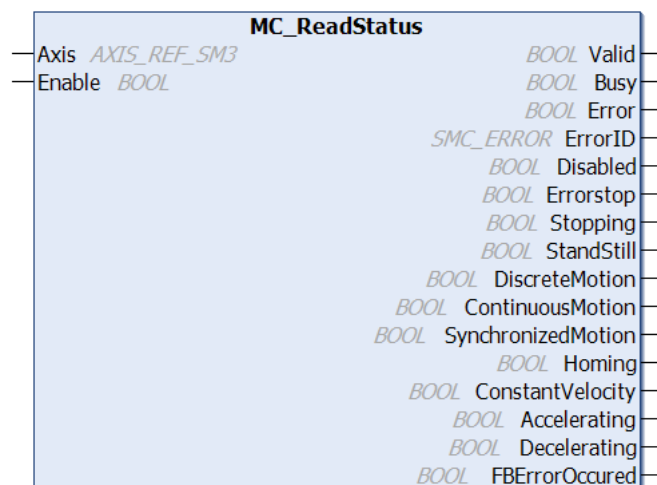 MC_ReadStatus
Axis AXIS_REF_SM3 BOOL Valid
Enable BOOL BOOL Busy
BOOL Error
SMC_ERROR ErrorID
BOOL Disabled
BOOL Errorstop
BOOL Stopping
BOOL StandStill
BOOL DiscreteMotion
BOOL ContinuousMotion
BOOL SynchronizedMotion
BOOL Homing
BOOL ConstantVelocity
BOOL Accelerating
BOOL Decelerating
BOOL FBErrorOccured